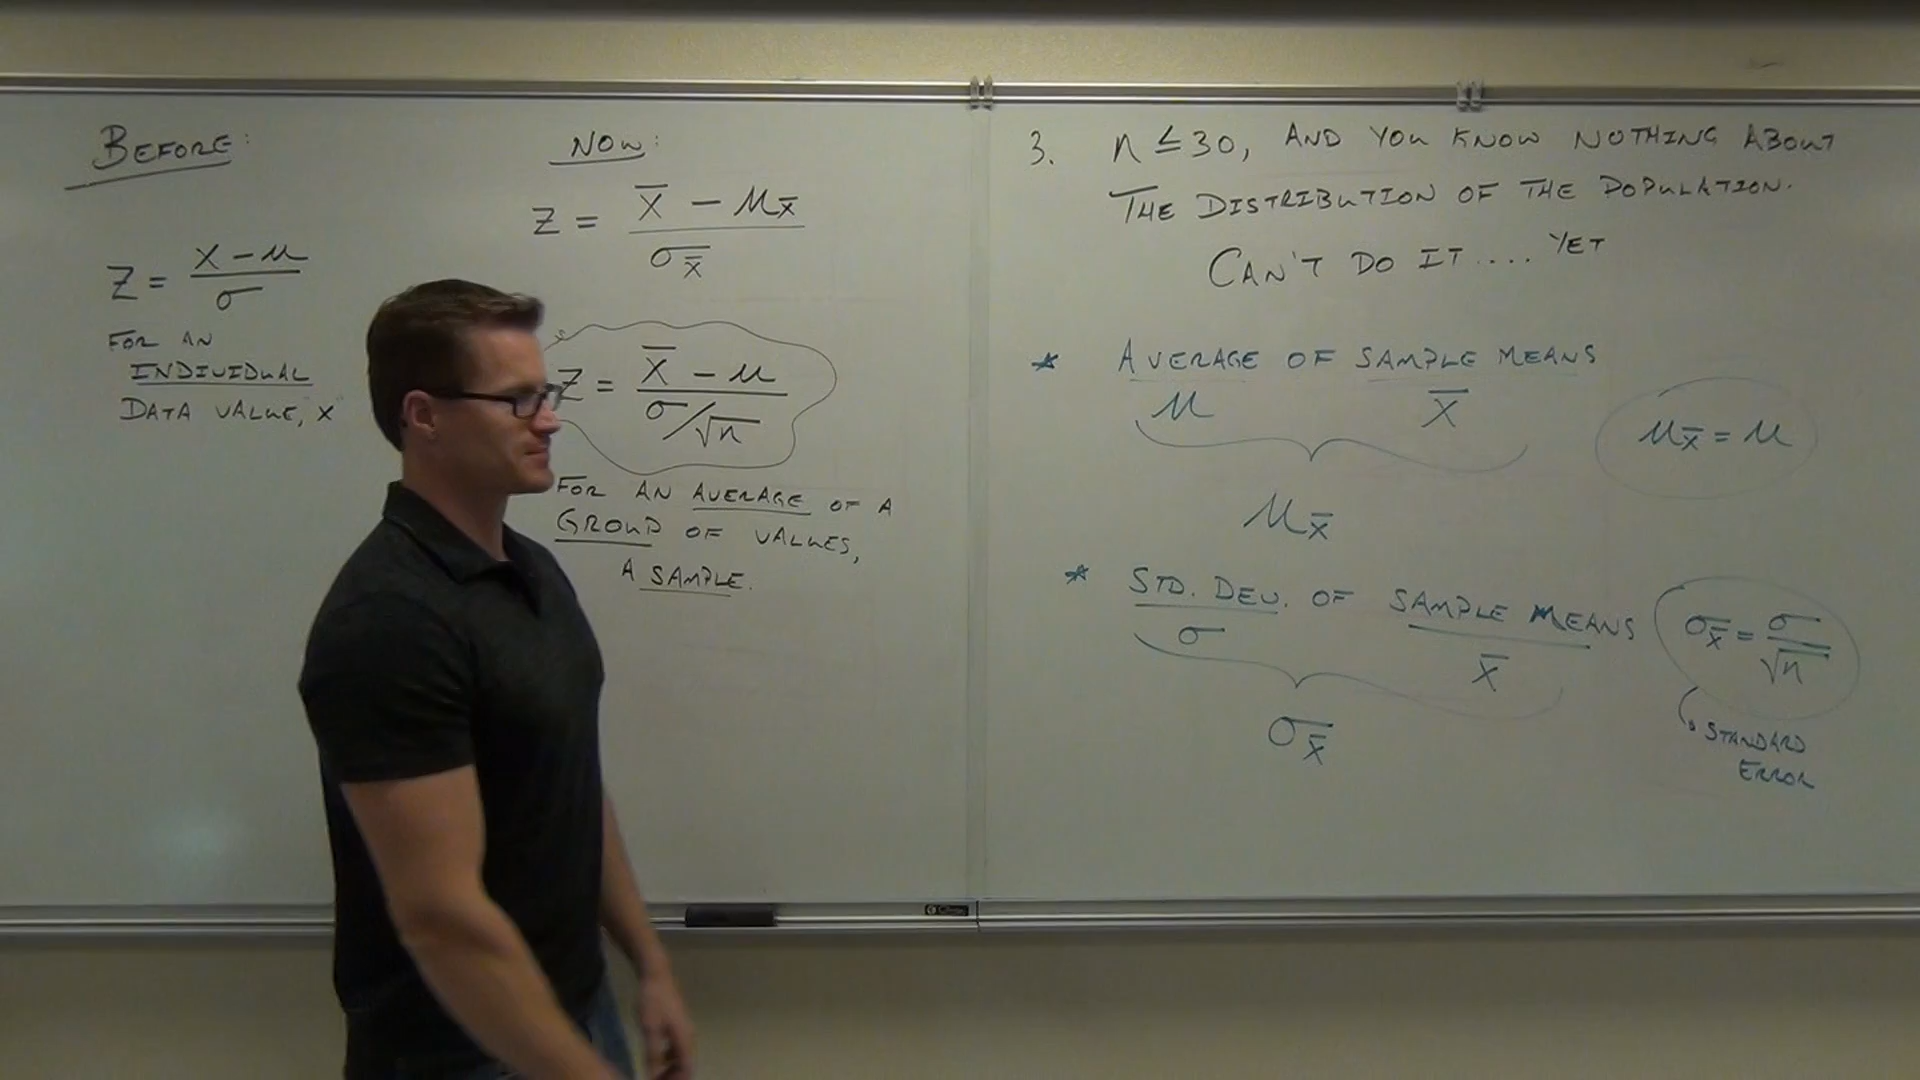 BEFORE:
Z = X - μ / σ
FOR AN
INDIVIDUAL
DATA VALUE, X
NOW:
Z = X̄ - μx̄ / σx̄
Z = X̄ - μ / σ/√n
FOR AN AVERAGE OF A
GROUP OF VALUES,
A SAMPLE.
3. n ≤ 30, AND YOU KNOW NOTHING ABOUT
THE DISTRIBUTION OF THE POPULATION.
CAN'T DO IT .... YET
* AVERAGE OF SAMPLE MEANS
μ X̄
μx̄ = μ
μx̄
* STD. DEV. OF SAMPLE MEANS
σ x̄
σx̄ = σ / √n
σx̄
STANDARD
ERROR